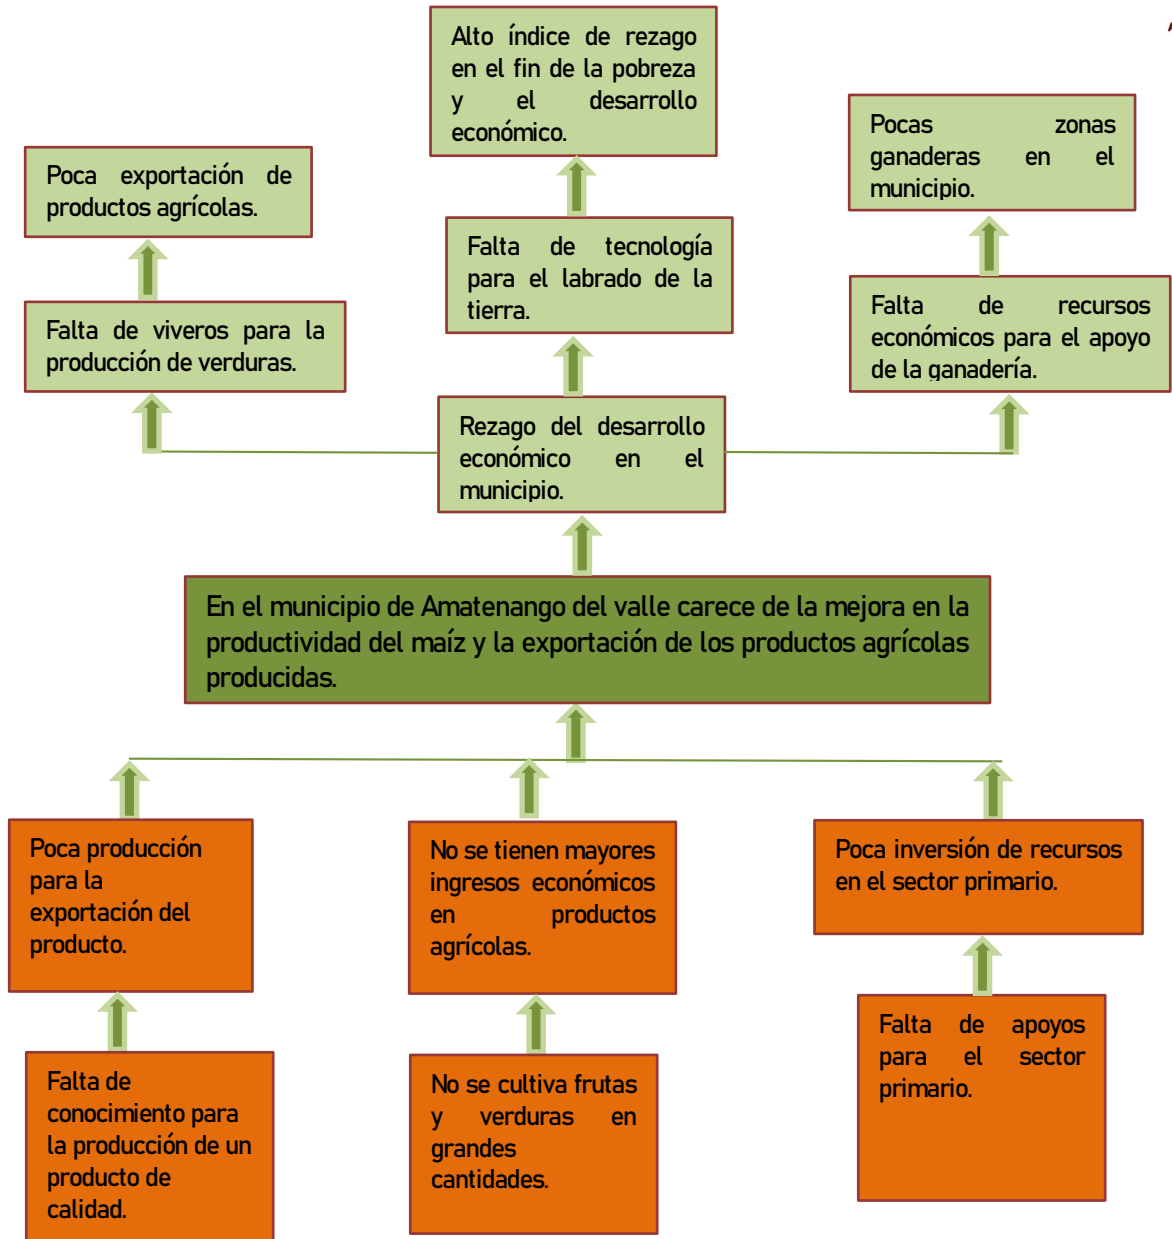 Alto índice de rezago
en el fin de la pobreza
y el desarrollo
económico.
Pocas zonas
ganaderas en el
municipio.
Poca exportación de
productos agrícolas.
Falta de tecnología
para el labrado de la
tierra.
Falta de recursos
económicos para el apoyo
de la ganadería.
Falta de viveros para la
producción de verduras.
Rezago del desarrollo
económico en el
municipio.
En el municipio de Amatenango del valle carece de la mejora en la
productividad del maíz y la exportación de los productos agrícolas
producidas.
Poca producción
para la
exportación del
producto.
No se tienen mayores
ingresos económicos
en productos
agrícolas.
Poca inversión de recursos
en el sector primario.
Falta de
conocimiento para
la producción de un
producto de
calidad.
No se cultiva frutas
y verduras en
grandes
cantidades.
Falta de apoyos
para el sector
primario.